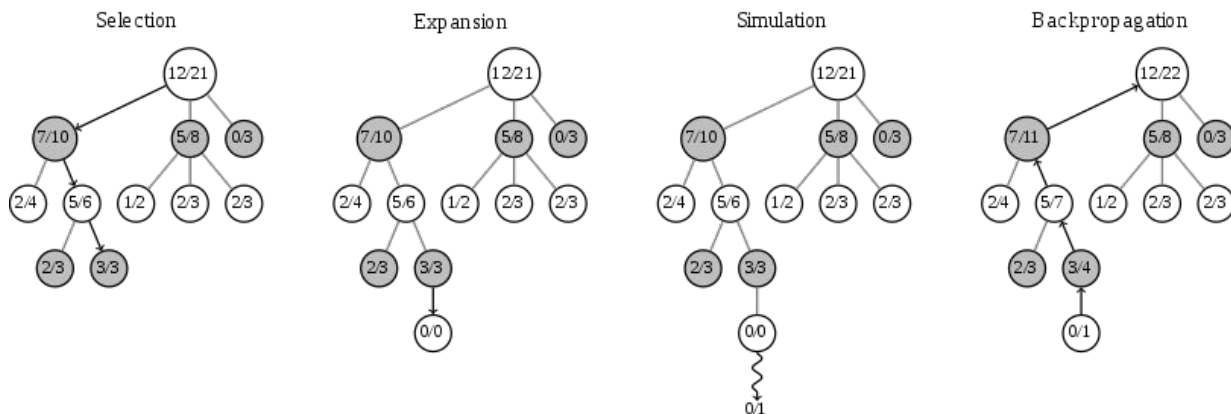 Selection Expansion Simulation Backpropagation
12/21 12/21 12/21 12/22
7/10 5/8 0/3 7/10 5/8 0/3 7/10 5/8 0/3 7/11 5/8 0/3
2/4 5/6 1/2 2/3 2/3 2/4 5/6 1/2 2/3 2/3 2/4 5/6 1/2 2/3 2/3 2/4 5/7 1/2 2/3 2/3
2/3 3/3 2/3 3/3 2/3 3/3 2/3 3/4
0/0 0/0 0/1
0/1